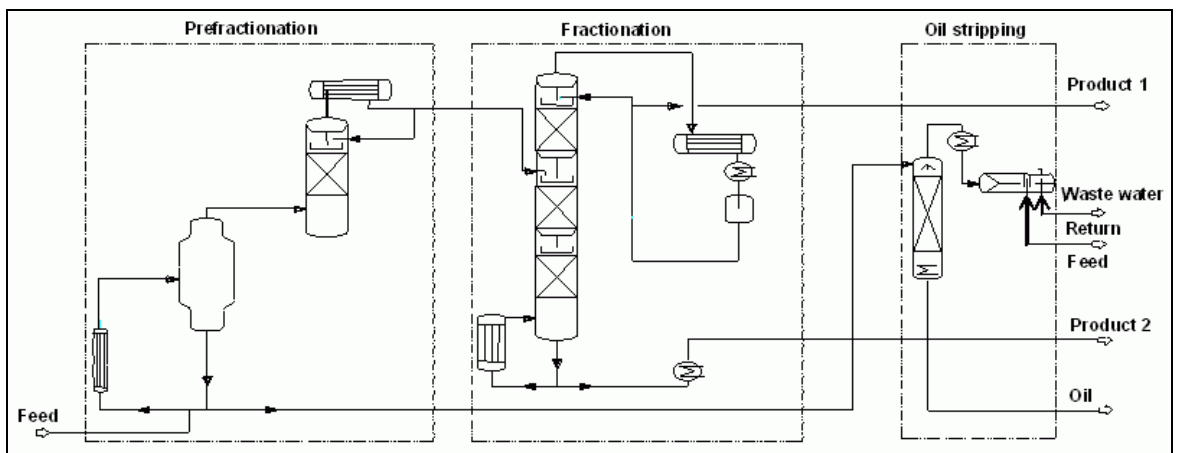 Prefractionation
Fractionation
Oil stripping
Product 1
Waste water
Return
Feed
Product 2
Oil
Feed